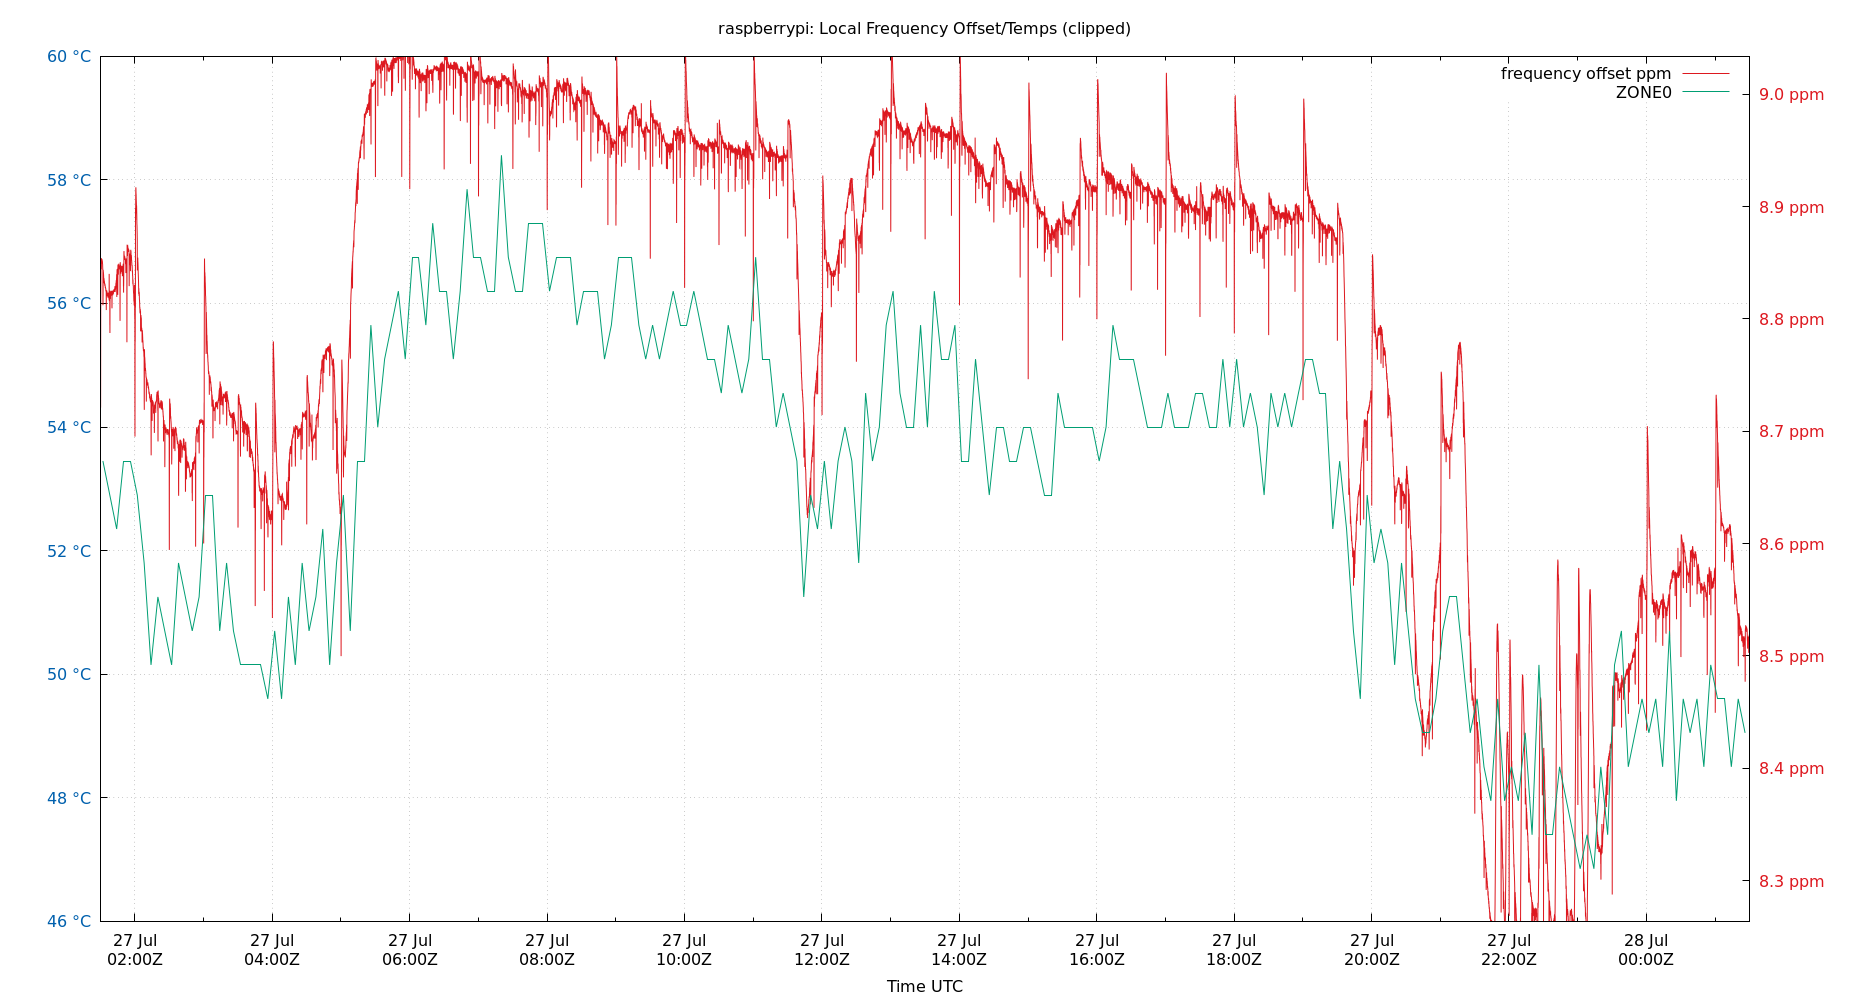 raspberrypi: Local Frequency Offset/Temps (clipped)
frequency offset ppm
ZONE0
60 °C
58 °C
56 °C
54 °C
52 °C
50 °C
48 °C
46 °C
9.0 ppm
8.9 ppm
8.8 ppm
8.7 ppm
8.6 ppm
8.5 ppm
8.4 ppm
8.3 ppm
27 Jul 27 Jul 27 Jul 27 Jul 27 Jul 27 Jul 27 Jul 27 Jul 27 Jul 27 Jul 27 Jul 28 Jul
02:00Z 04:00Z 06:00Z 08:00Z 10:00Z 12:00Z 14:00Z 16:00Z 18:00Z 20:00Z 22:00Z 00:00Z
Time UTC